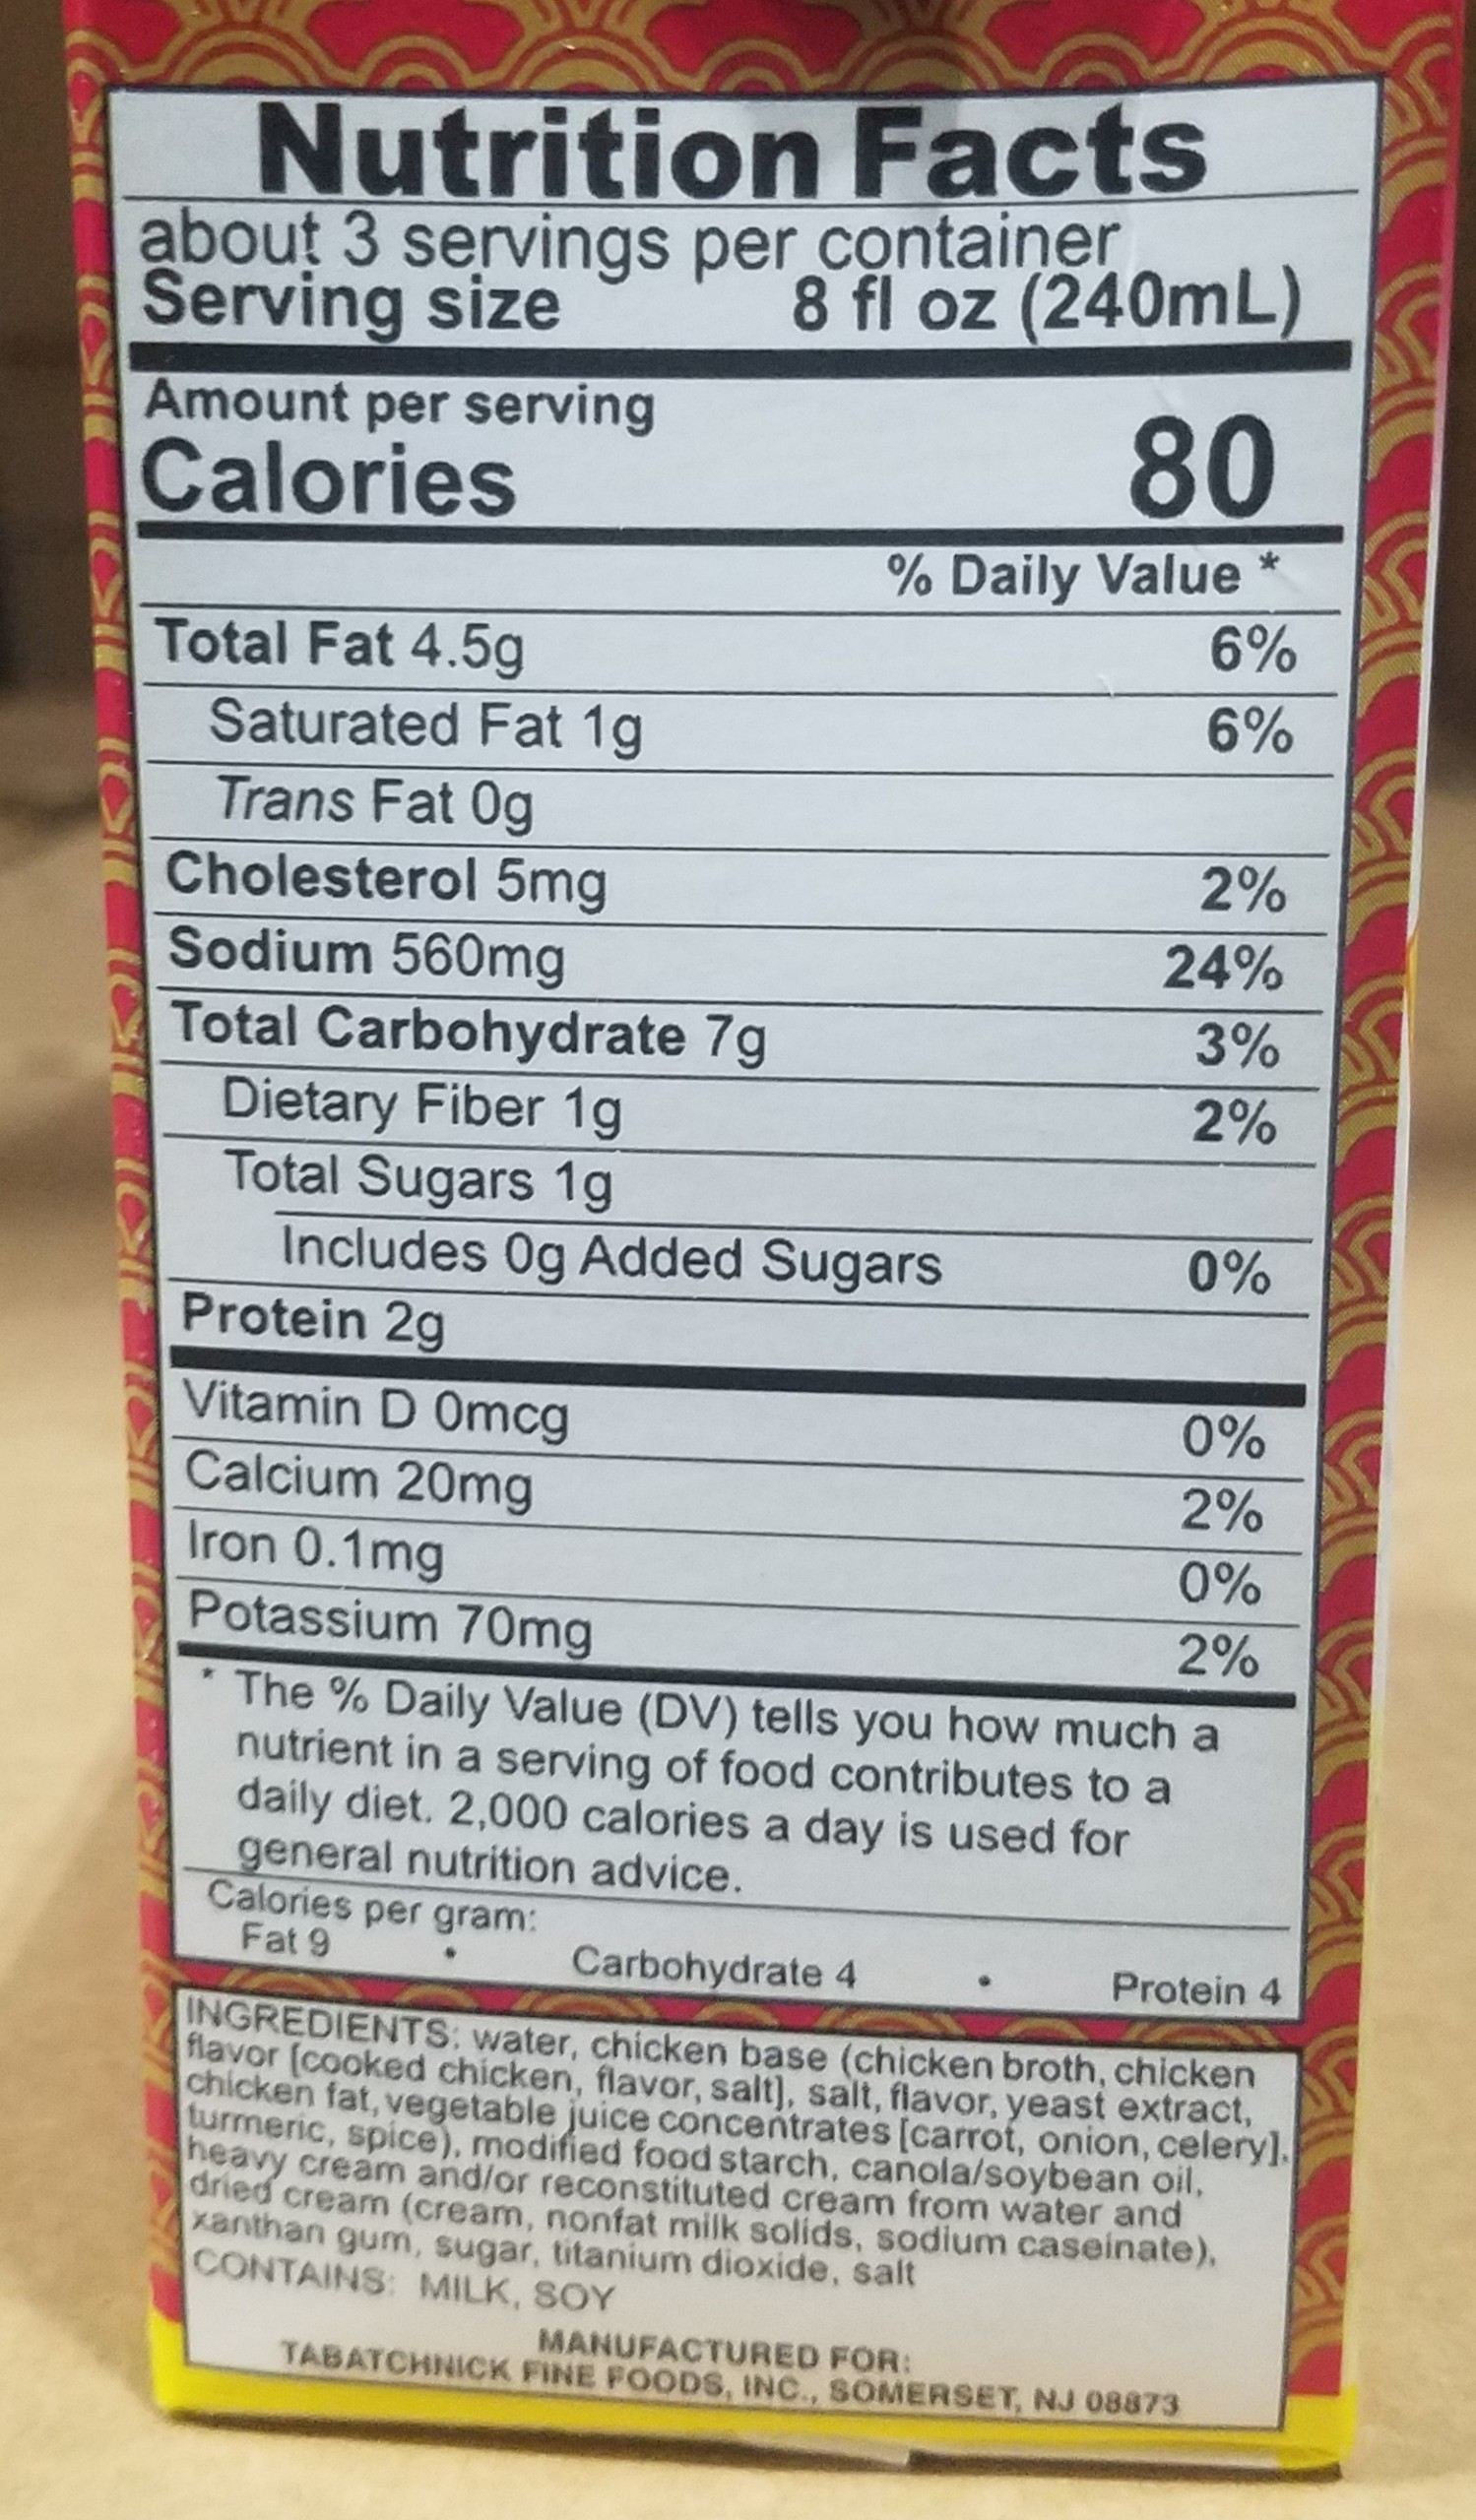 Nutrition Facts
about 3 servings per container
Serving size 8 fl oz (240mL)
Amount per serving
Calories 80
% Daily Value *
Total Fat 4.5g 6%
Saturated Fat 1g 6%
Trans Fat 0g
Cholesterol 5mg 2%
Sodium 560mg 24%
Total Carbohydrate 7g 3%
Dietary Fiber 1g 2%
Total Sugars 1g
Includes 0g Added Sugars 0%
Protein 2g
Vitamin D 0mcg 0%
Calcium 20mg 2%
Iron 0.1mg 0%
Potassium 70mg 2%
* The % Daily Value (DV) tells you how much a
nutrient in a serving of food contributes to a
daily diet. 2,000 calories a day is used for
general nutrition advice.
Calories per gram:
Fat 9 • Carbohydrate 4 • Protein 4
INGREDIENTS: water, chicken base (chicken broth, chicken
flavor [cooked chicken, flavor, salt], salt, flavor, yeast extract,
chicken fat, vegetable juice concentrates [carrot, onion, celery],
turmeric, spice), modified food starch, canola/soybean oil,
heavy cream and/or reconstituted cream from water and
dried cream (cream, nonfat milk solids, sodium caseinate),
xanthan gum, sugar, titanium dioxide, salt
CONTAINS: MILK, SOY
MANUFACTURED FOR:
TABATCHNICK FINE FOODS, INC., SOMERSET, NJ 08873